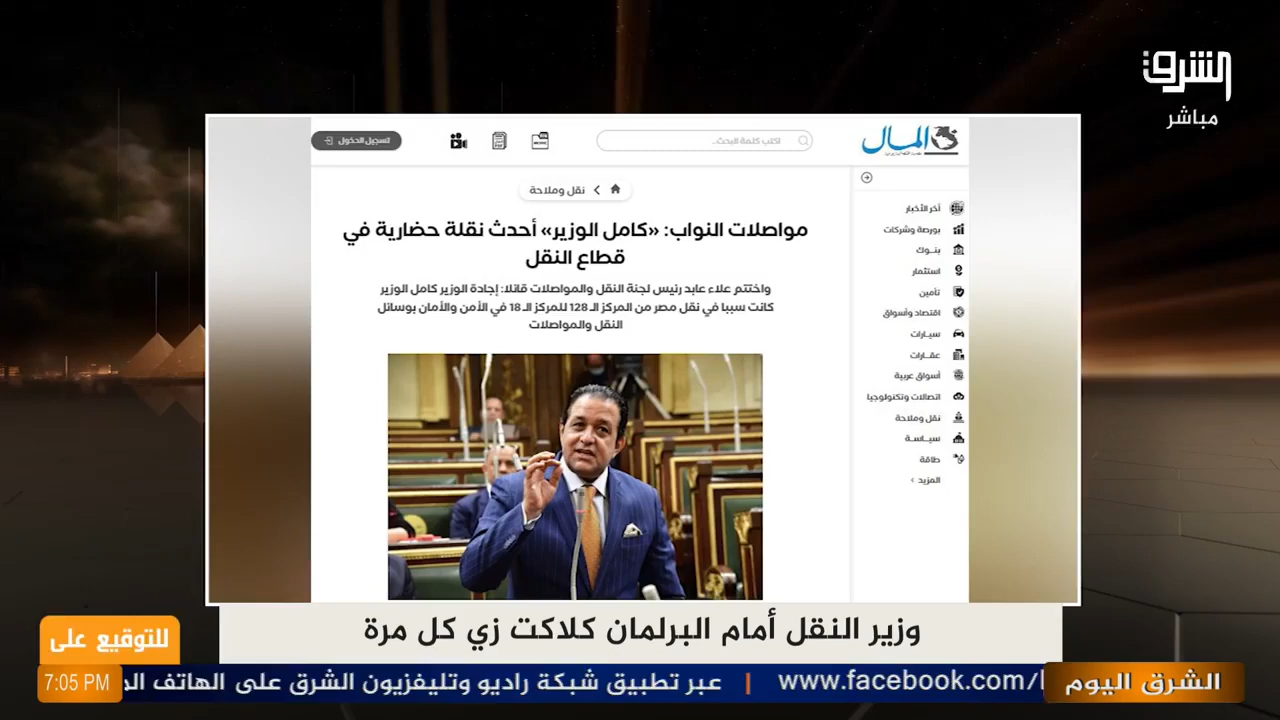 الشرق
مباشر
المال
اكتب كلمة البحث...
تسجيل الدخول
نقل وملاحة
مواصلات النواب: «كامل الوزير» أحدث نقلة حضارية في
قطاع النقل
واختتم علاء عابد رئيس لجنة النقل والمواصلات قائلا: إجادة الوزير كامل الوزير
كانت سببا في نقل مصر من المركز الـ 128 للمركز الـ 18 في الأمن والأمان بوسائل
النقل والمواصلات
آخر الأخبار
بورصة وشركات
بنــوك
استثمار
تأمين
اقتصاد وأسواق
سيــارات
عقــارات
أسواق عربية
اتصالات وتكنولوجيا
نقل وملاحة
سيــاسـة
طاقة
المزيد
وزير النقل أمام البرلمان كلاكت زي كل مرة
للتوقيع على
الشرق اليوم
www.facebook.com/ | عبر تطبيق شبكة راديو وتليفزيون الشرق على الهاتف
7:05 PM